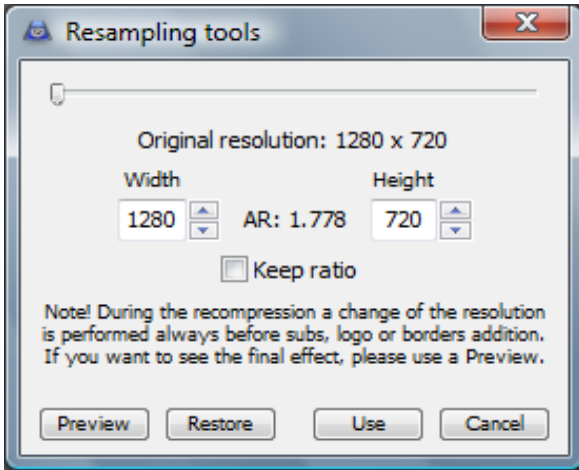 Resampling tools
Original resolution: 1280 x 720
Width Height
1280 AR: 1.778 720
Keep ratio
Note! During the recompression a change of the resolution
is performed always before subs, logo or borders addition.
If you want to see the final effect, please use a Preview.
Preview Restore Use Cancel